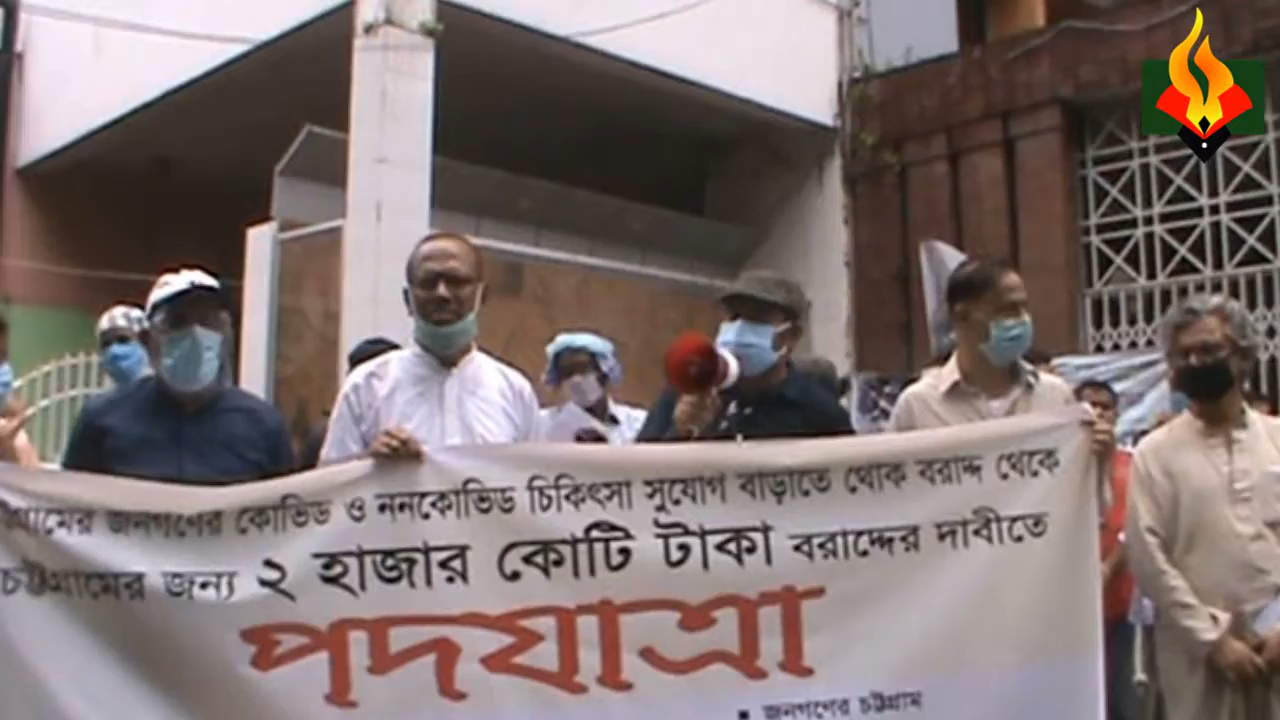 চট্টগ্রামের জনগণের কোভিড ও ননকোভিড চিকিৎসা সুযোগ বাড়াতে থোক বরাদ্দ থেকে
চট্টগ্রামের জন্য ২ হাজার কোটি টাকা বরাদ্দের দাবীতে
পদযাত্রা
▪ জনগণের চট্টগ্রাম